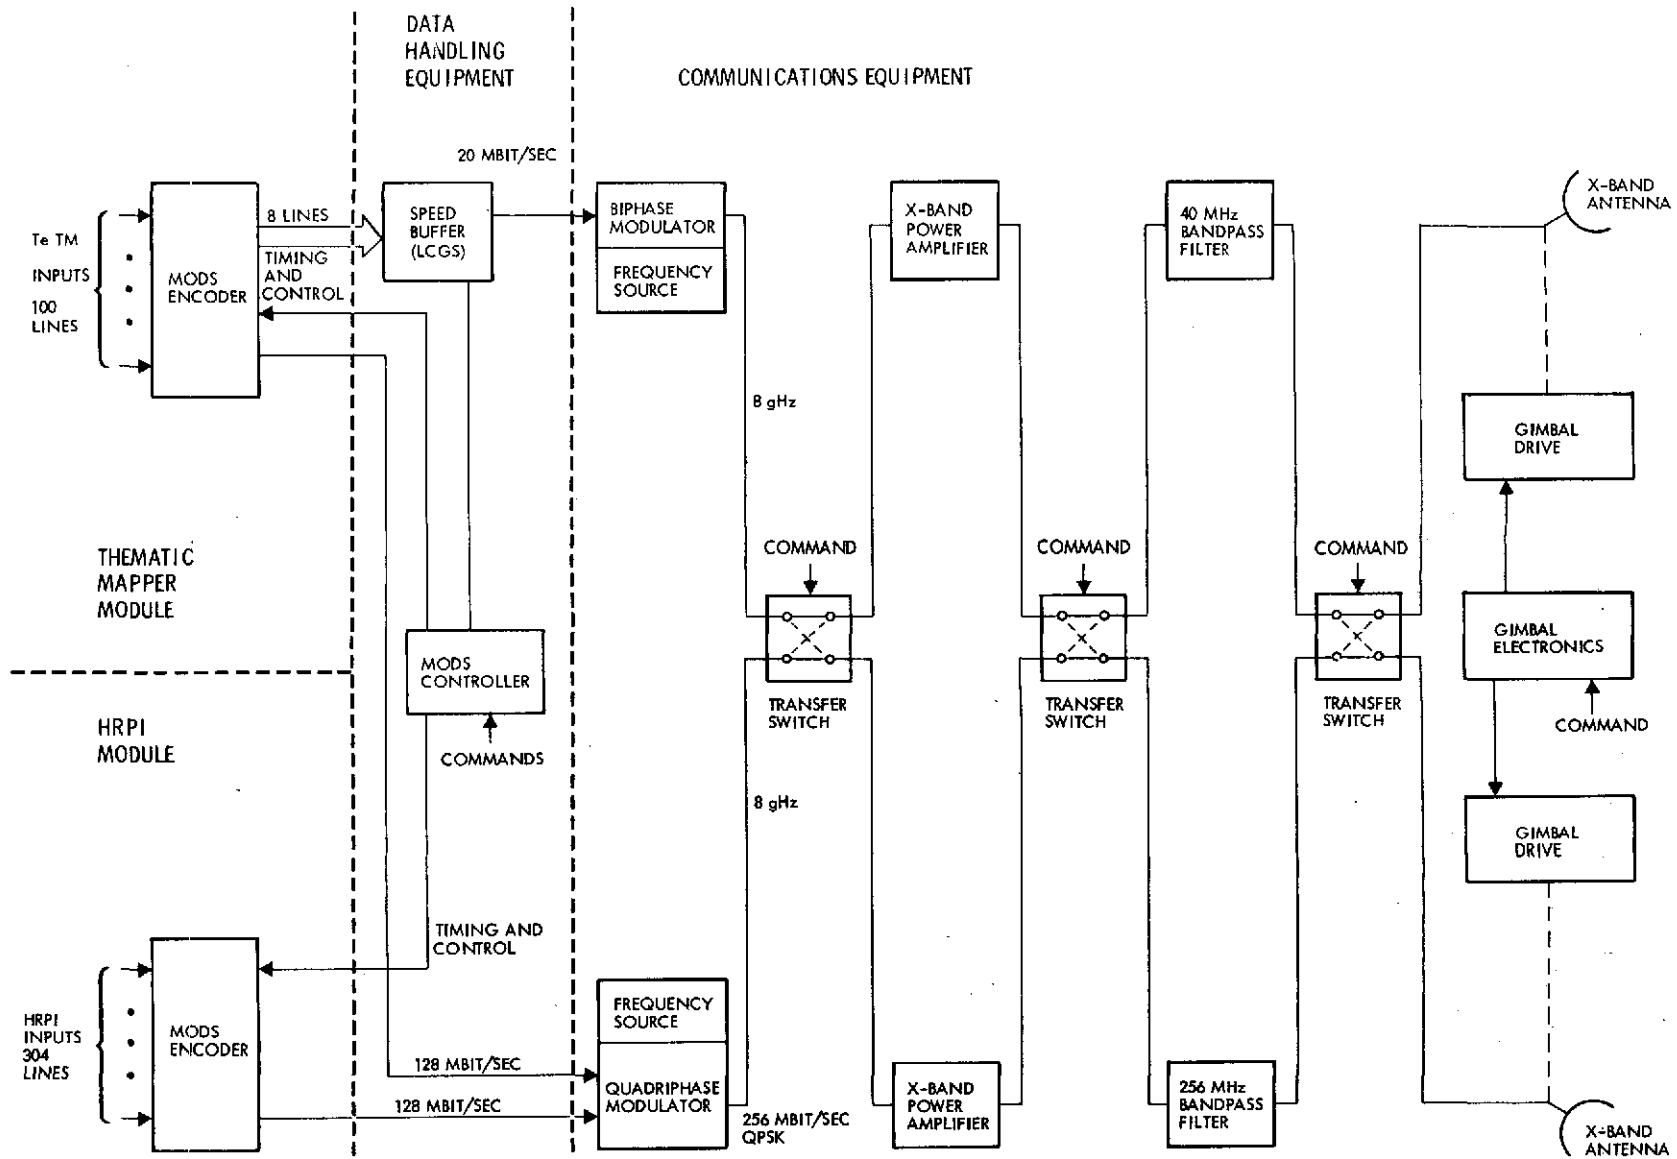 DATA
HANDLING
EQUIPMENT
COMMUNICATIONS EQUIPMENT
20 MBIT/SEC
Te TM
INPUTS
100
LINES
MODS
ENCODER
8 LINES
TIMING
AND
CONTROL
SPEED
BUFFER
(LCGS)
BIPHASE
MODULATOR
FREQUENCY
SOURCE
X-BAND
POWER
AMPLIFIER
40 MHz
BANDPASS
FILTER
X-BAND
ANTENNA
8 gHz
GIMBAL
DRIVE
THEMATIC
MAPPER
MODULE
COMMAND
COMMAND
COMMAND
MODS
CONTROLLER
GIMBAL
ELECTRONICS
TRANSFER
SWITCH
TRANSFER
SWITCH
TRANSFER
SWITCH
COMMAND
HRPI
MODULE
COMMANDS
8 gHz
GIMBAL
DRIVE
TIMING AND
CONTROL
HRPI
INPUTS
304
LINES
MODS
ENCODER
FREQUENCY
SOURCE
128 MBIT/SEC
128 MBIT/SEC
QUADRIPHASE
MODULATOR
256 MBIT/SEC
QPSK
X-BAND
POWER
AMPLIFIER
256 MHz
BANDPASS
FILTER
X-BAND
ANTENNA